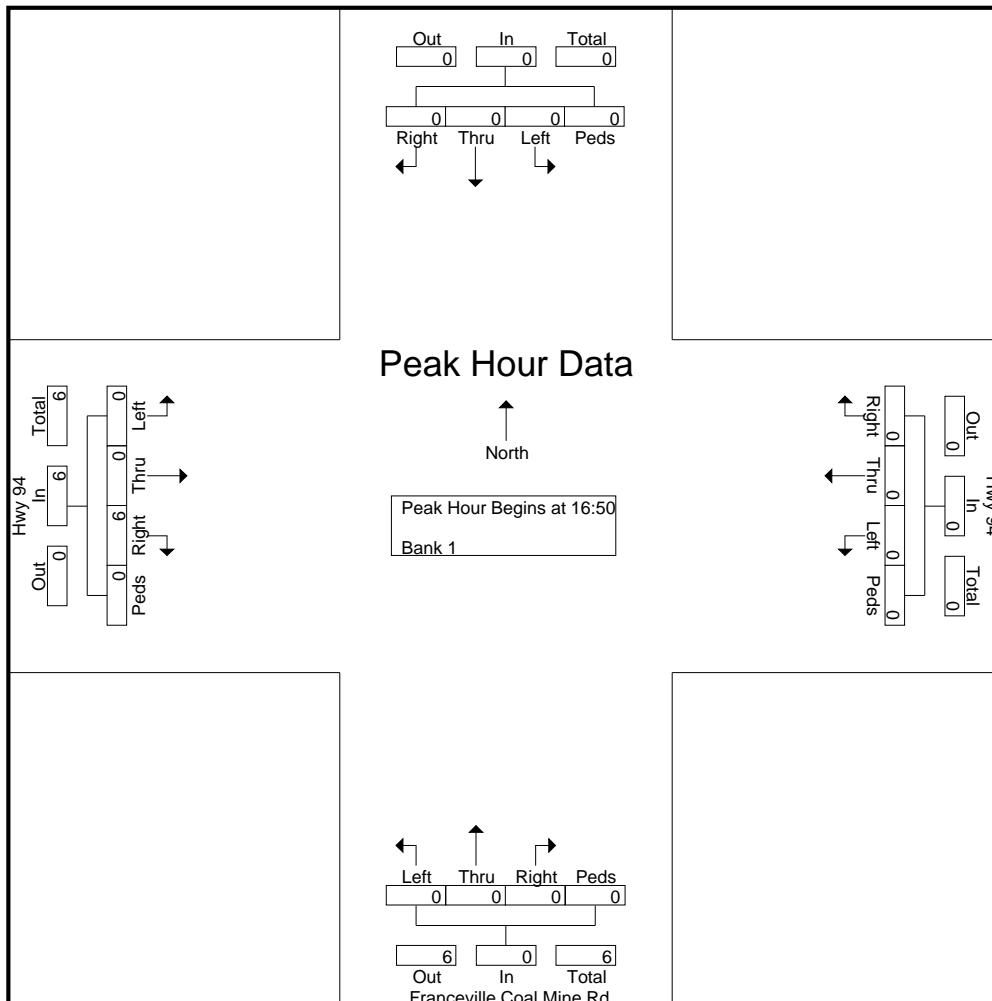 Out In Total
0 0 0
0 0 0 0
Right Thru Left Peds
Peak Hour Data
North
Peak Hour Begins at 16:50
Bank 1
Hwy 94
Total In Out
6 6 0
0 0 6 0
Left Thru Right Peds
Right Thru Left Peds
0 0 0 0
Out In Total
0 0 0
Hwy 94
Left Thru Right Peds
0 0 0 0
6 0 6
Out In Total
Franceville Coal Mine Rd